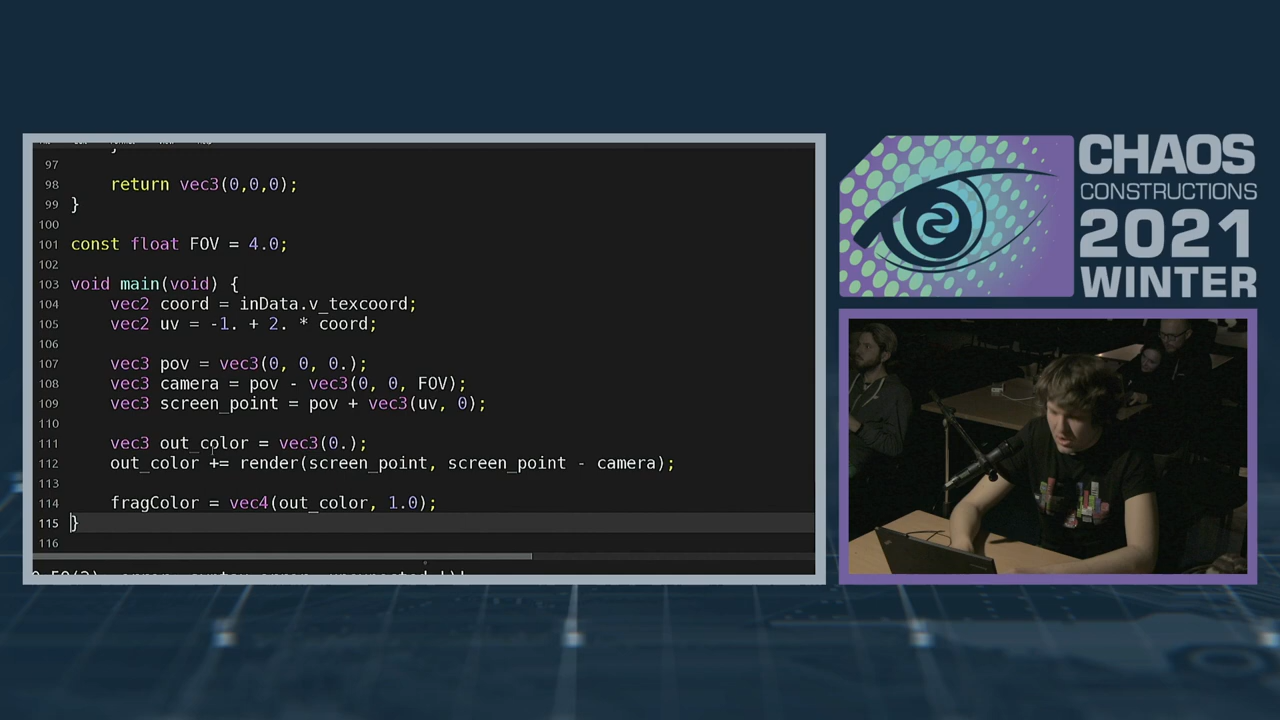 97 }
98 return vec3(0,0,0);
99 }
100
101 const float FOV = 4.0;
102
103 void main(void) {
104 vec2 coord = inData.v_texcoord;
105 vec2 uv = -1. + 2. * coord;
106
107 vec3 pov = vec3(0, 0, 0.);
108 vec3 camera = pov - vec3(0, 0, FOV);
109 vec3 screen_point = pov + vec3(uv, 0);
110
111 vec3 out_color = vec3(0.);
112 out_color += render(screen_point, screen_point - camera);
113
114 fragColor = vec4(out_color, 1.0);
115 }
116
CHAOS
CONSTRUCTIONS
2021
WINTER